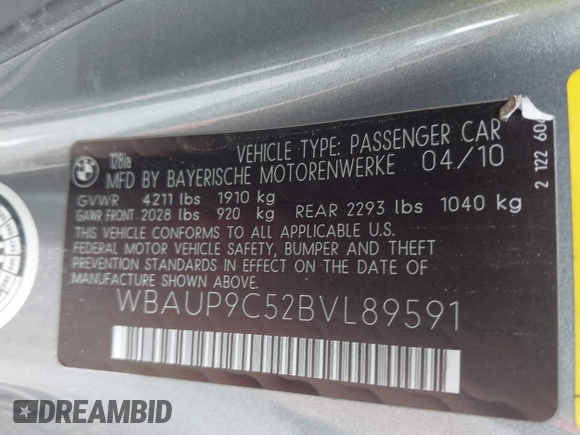 BMW
128ia
VEHICLE TYPE: PASSENGER CAR
MFD BY BAYERISCHE MOTORENWERKE 04/10
GVWR 4211 lbs 1910 kg
GAWR FRONT 2028 lbs 920 kg REAR 2293 lbs 1040 kg
THIS VEHICLE CONFORMS TO ALL APPLICABLE U.S.
FEDERAL MOTOR VEHICLE SAFETY, BUMPER AND THEFT
PREVENTION STANDARDS IN EFFECT ON THE DATE OF
MANUFACTURE SHOWN ABOVE.
WBAUP9C52BVL89591
2 122 604
DREAMBID